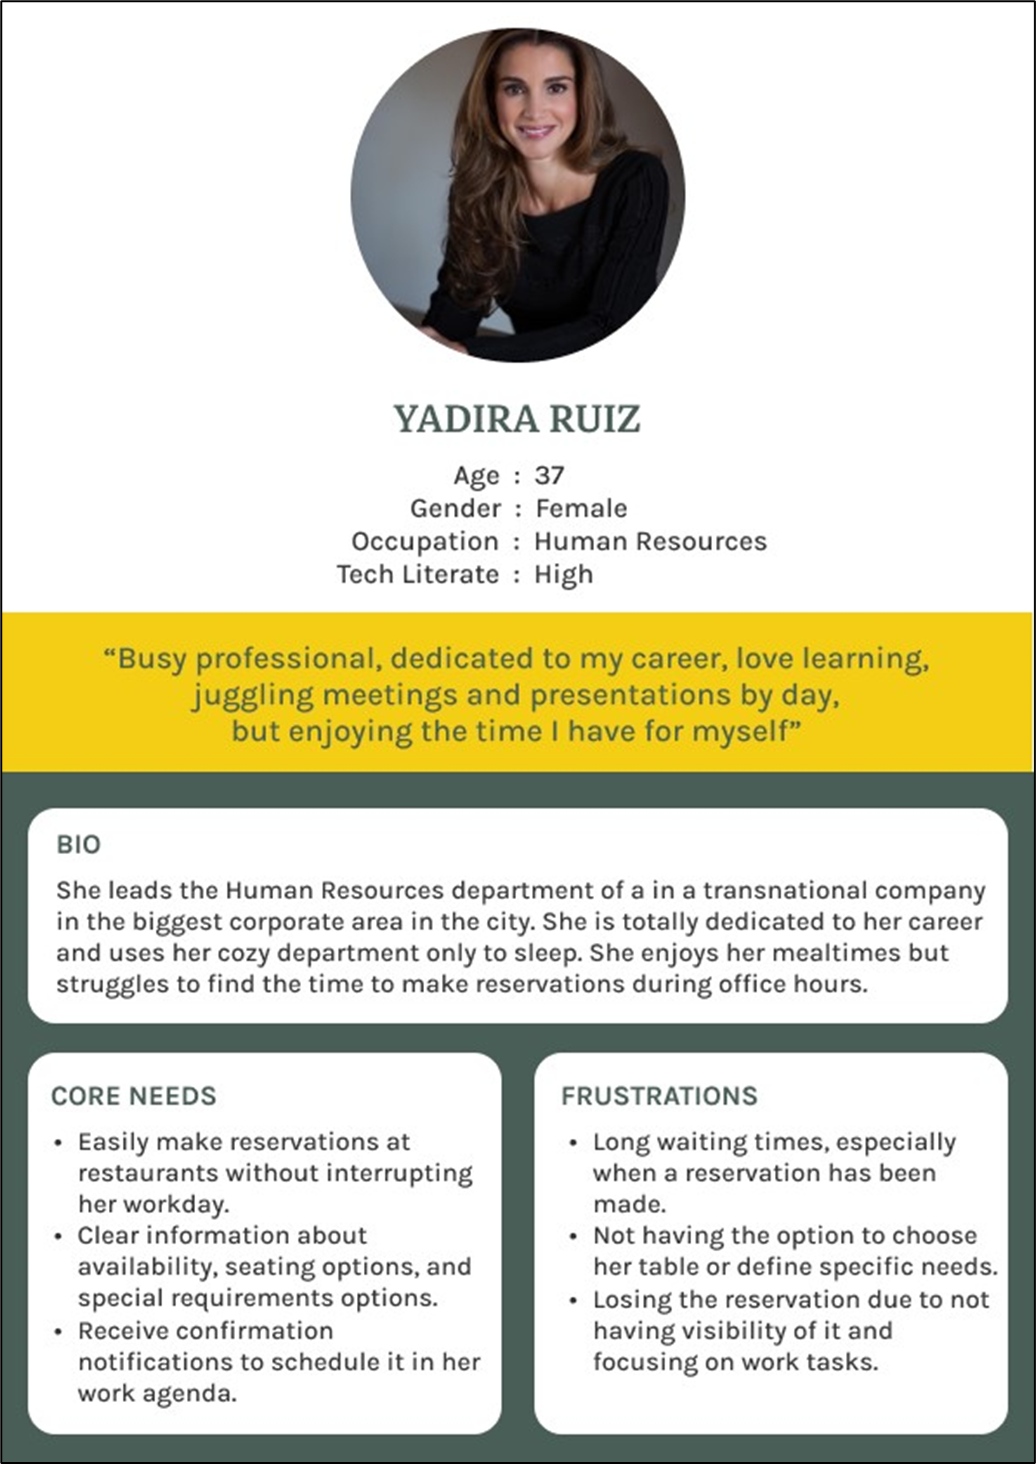 YADIRA RUIZ
Age : 37
Gender : Female
Occupation : Human Resources
Tech Literate : High
“Busy professional, dedicated to my career, love learning,
juggling meetings and presentations by day,
but enjoying the time I have for myself”
BIO
She leads the Human Resources department of a in a transnational company
in the biggest corporate area in the city. She is totally dedicated to her career
and uses her cozy department only to sleep. She enjoys her mealtimes but
struggles to find the time to make reservations during office hours.
CORE NEEDS
• Easily make reservations at
restaurants without interrupting
her workday.
• Clear information about
availability, seating options, and
special requirements options.
• Receive confirmation
notifications to schedule it in her
work agenda.
FRUSTRATIONS
• Long waiting times, especially
when a reservation has been
made.
• Not having the option to choose
her table or define specific needs.
• Losing the reservation due to not
having visibility of it and
focusing on work tasks.